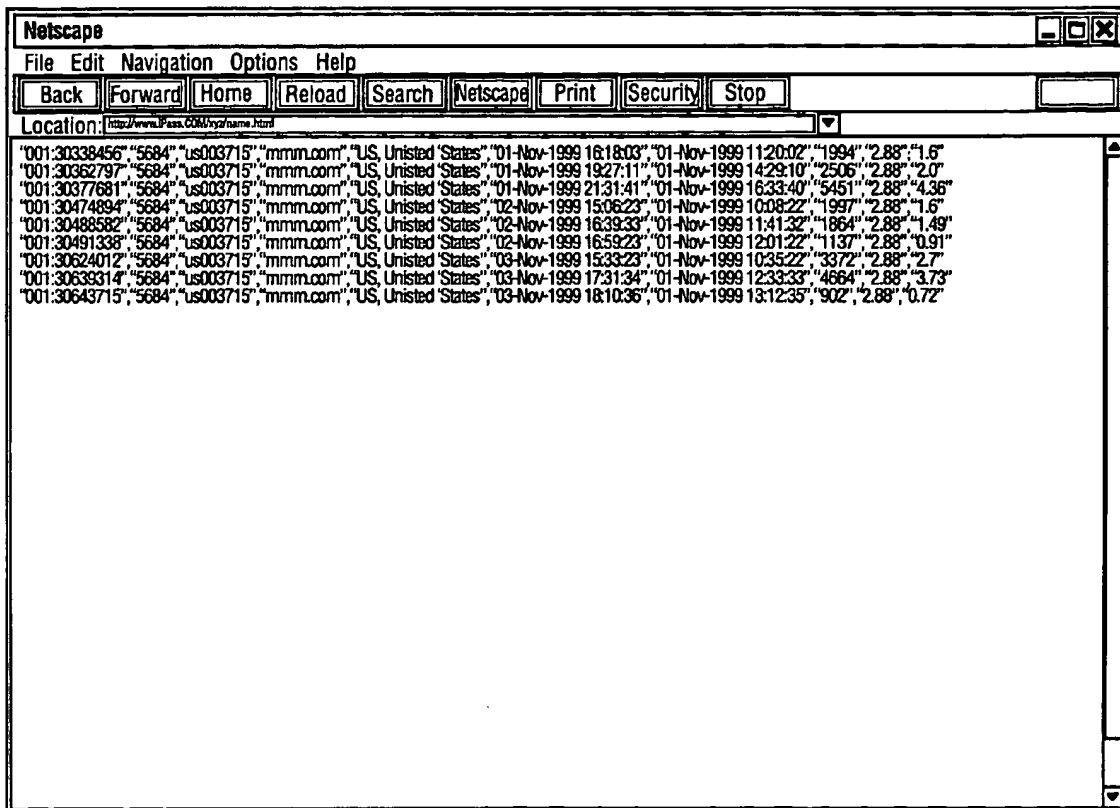 Netscape
File Edit Navigation Options Help
Back Forward Home Reload Search Netscape Print Security Stop
Location: http://www.iPass.COM/xyz/name.html
"001:30338456","5684","us003715","mmm.com","US, Unisted 'States","01-Nov-1999 16:18:03","01-Nov-1999 11:20:02","1994","2.88","1.6"
"001:30362797","5684","us003715","mmm.com","US, Unisted 'States","01-Nov-1999 19:27:11","01-Nov-1999 14:29:10","2506","2.88","2.0"
"001:30377681","5684","us003715","mmm.com","US, Unisted 'States","01-Nov-1999 21:31:41","01-Nov-1999 16:33:40","5451","2.88","4.36"
"001:30474894","5684","us003715","mmm.com","US, Unisted 'States","02-Nov-1999 15:06:23","01-Nov-1999 10:08:22","1997","2.88","1.6"
"001:30488582","5684","us003715","mmm.com","US, Unisted 'States","02-Nov-1999 16:39:33","01-Nov-1999 11:41:32","1864","2.88","1.49"
"001:30491338","5684","us003715","mmm.com","US, Unisted 'States","02-Nov-1999 16:59:23","01-Nov-1999 12:01:22","1137","2.88","0.91"
"001:30624012","5684","us003715","mmm.com","US, Unisted 'States","03-Nov-1999 15:33:23","01-Nov-1999 10:35:22","3372","2.88","2.7"
"001:30639314","5684","us003715","mmm.com","US, Unisted 'States","03-Nov-1999 17:31:34","01-Nov-1999 12:33:33","4664","2.88","3.73"
"001:30643715","5684","us003715","mmm.com","US, Unisted 'States","03-Nov-1999 18:10:36","01-Nov-1999 13:12:35","902","2.88","0.72"